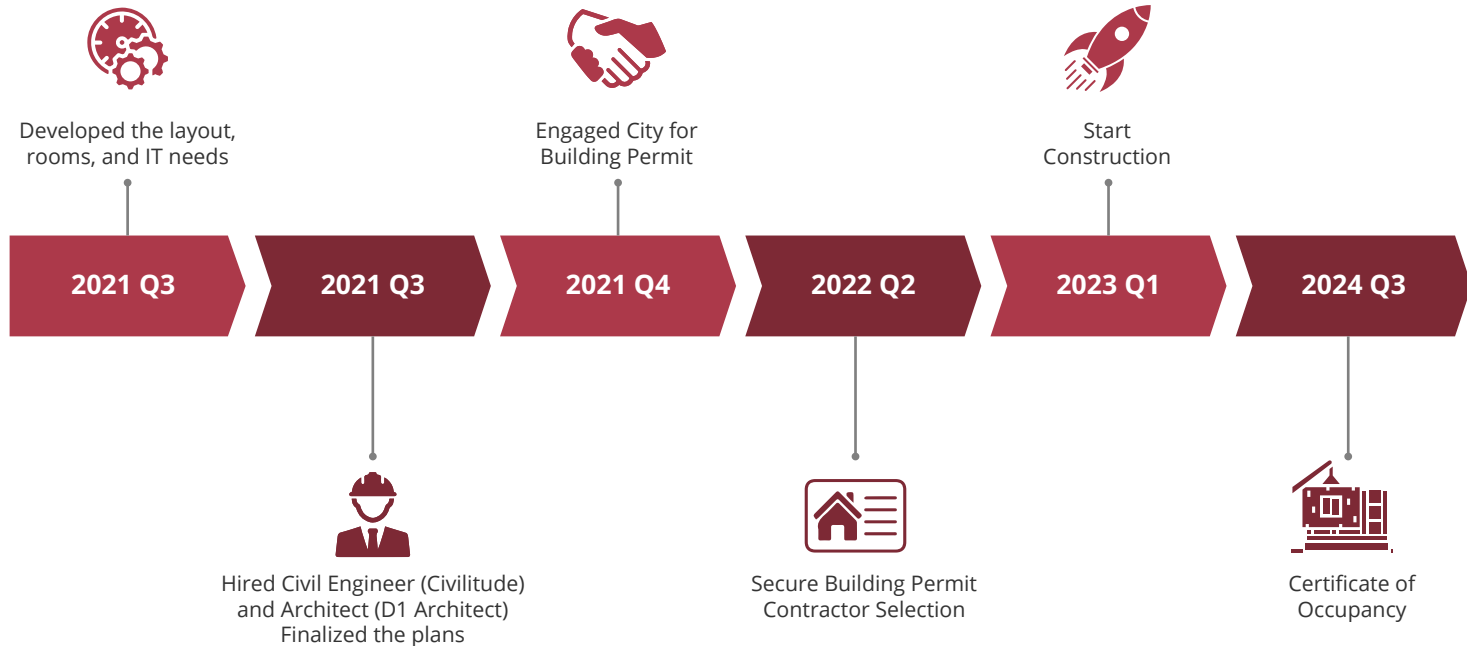 Developed the layout,
rooms, and IT needs
Engaged City for
Building Permit
Start
Construction
2021 Q3
2021 Q3
2021 Q4
2022 Q2
2023 Q1
2024 Q3
Hired Civil Engineer (Civilitude)
and Architect (D1 Architect)
Finalized the plans
Secure Building Permit
Contractor Selection
Certificate of
Occupancy